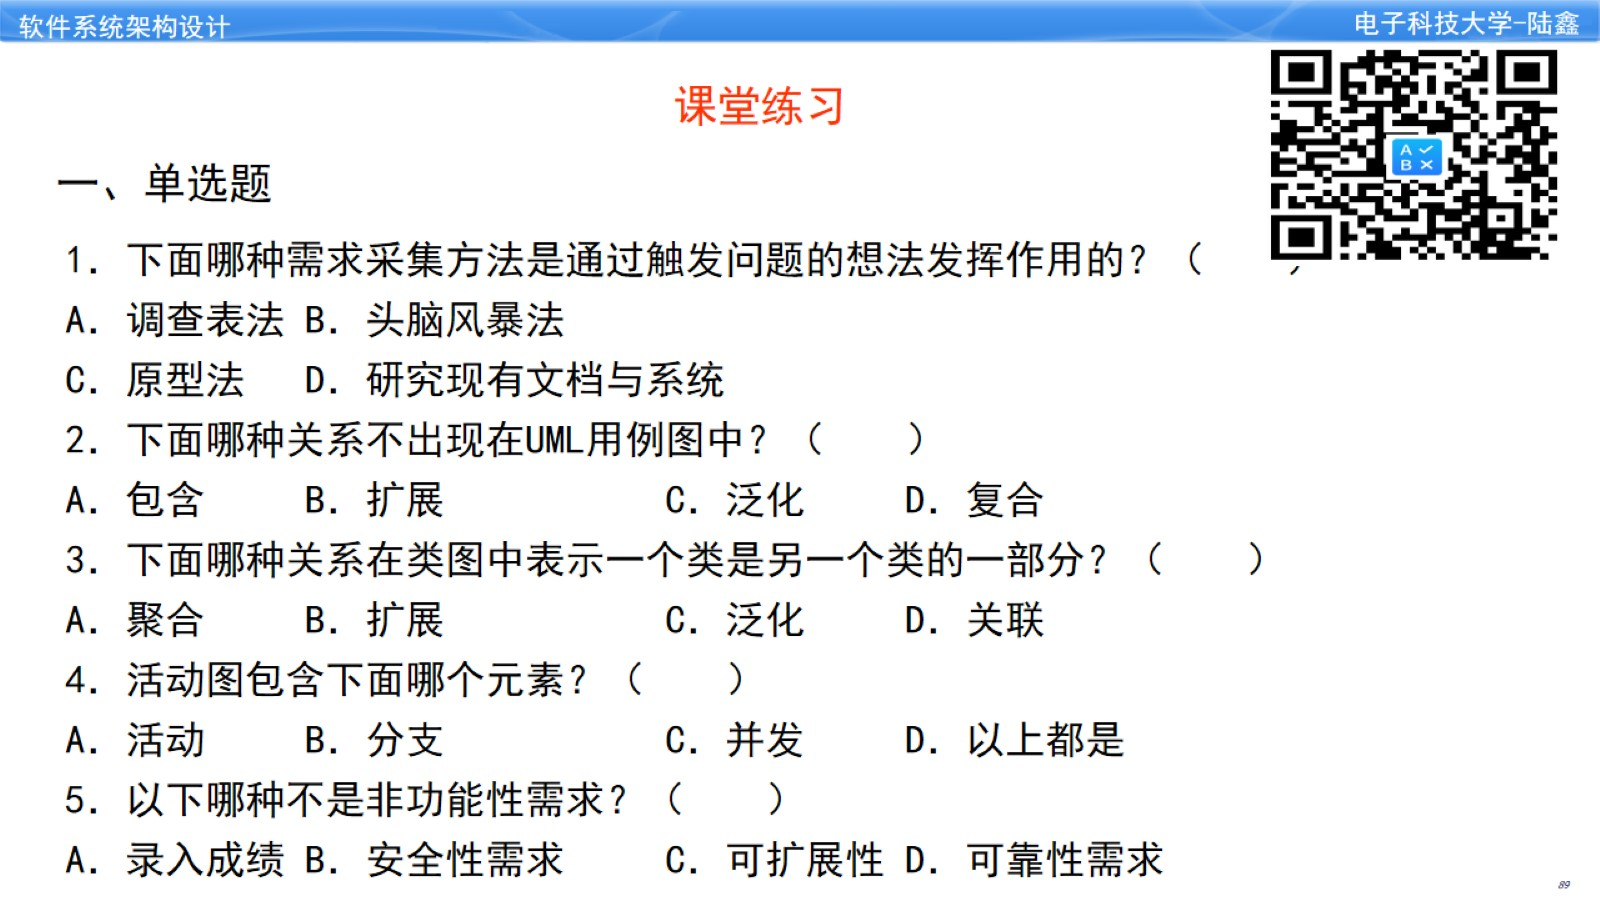 软件系统架构设计
电子科技大学-陆鑫
课堂练习
一、单选题
1. 下面哪种需求采集方法是通过触发问题的想法发挥作用的？（ ）
A. 调查表法 B. 头脑风暴法
C. 原型法 D. 研究现有文档与系统
2. 下面哪种关系不出现在UML用例图中？（ ）
A. 包含 B. 扩展 C. 泛化 D. 复合
3. 下面哪种关系在类图中表示一个类是另一个类的一部分？（ ）
A. 聚合 B. 扩展 C. 泛化 D. 关联
4. 活动图包含下面哪个元素？（ ）
A. 活动 B. 分支 C. 并发 D. 以上都是
5. 以下哪种不是非功能性需求？（ ）
A. 录入成绩 B. 安全性需求 C. 可扩展性 D. 可靠性需求
A
B
89